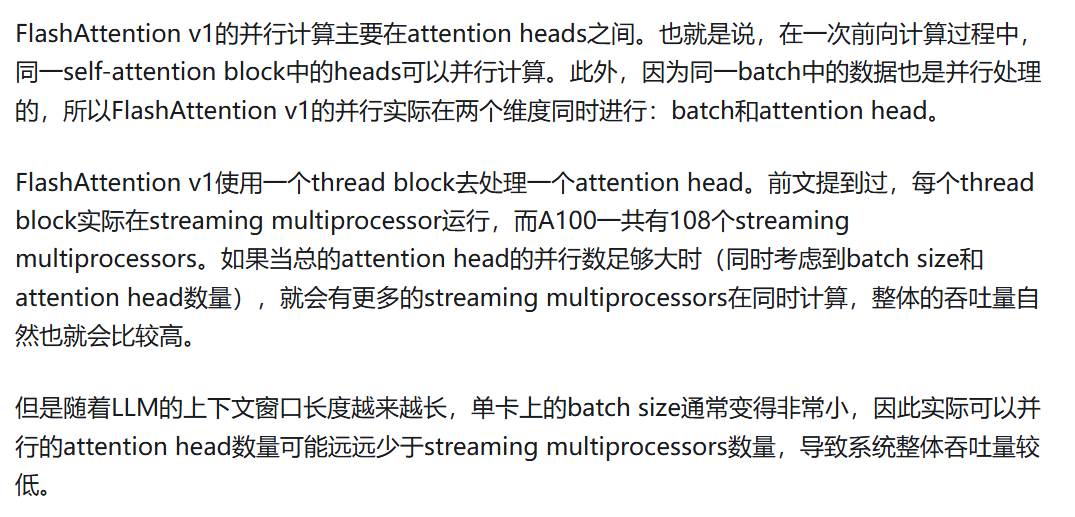 FlashAttention v1的并行计算主要在attention heads之间。也就是说，在一次前向计算过程中，
同一self-attention block中的heads可以并行计算。此外，因为同一batch中的数据也是并行处理
的，所以FlashAttention v1的并行实际在两个维度同时进行：batch和attention head。
FlashAttention v1使用一个thread block去处理一个attention head。前文提到过，每个thread
block实际在streaming multiprocessor运行，而A100一共有108个streaming
multiprocessors。如果当总的attention head的并行数足够大时（同时考虑到batch size和
attention head数量），就会有更多的streaming multiprocessors在同时计算，整体的吞吐量自
然也就会比较高。
但是随着LLM的上下文窗口长度越来越长，单卡上的batch size通常变得非常小，因此实际可以并
行的attention head数量可能远远少于streaming multiprocessors数量，导致系统整体吞吐量较
低。